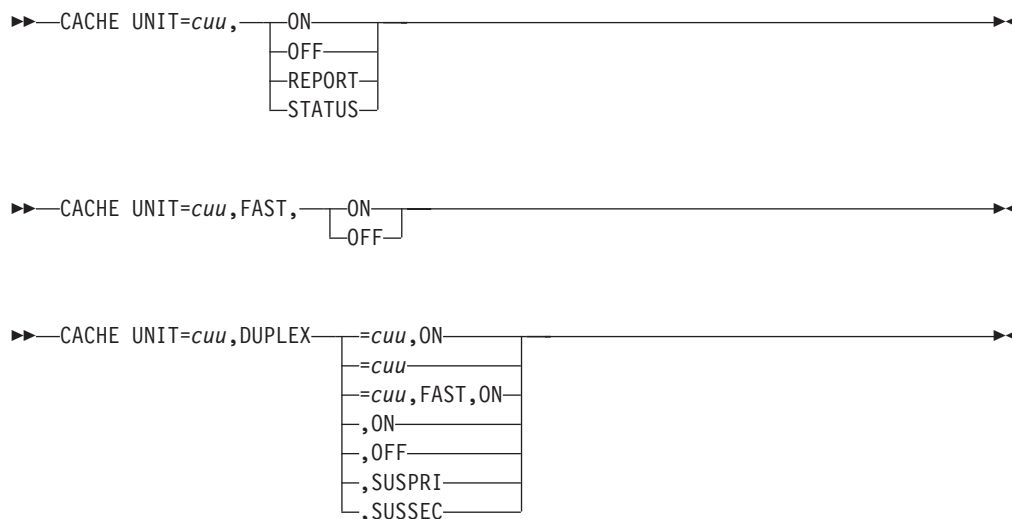 CACHE UNIT=cuu, ON
OFF
REPORT
STATUS
CACHE UNIT=cuu,FAST, ON
OFF
CACHE UNIT=cuu,DUPLEX =cuu,ON
=cuu
=cuu,FAST,ON
,ON
,OFF
,SUSPRI
,SUSSEC